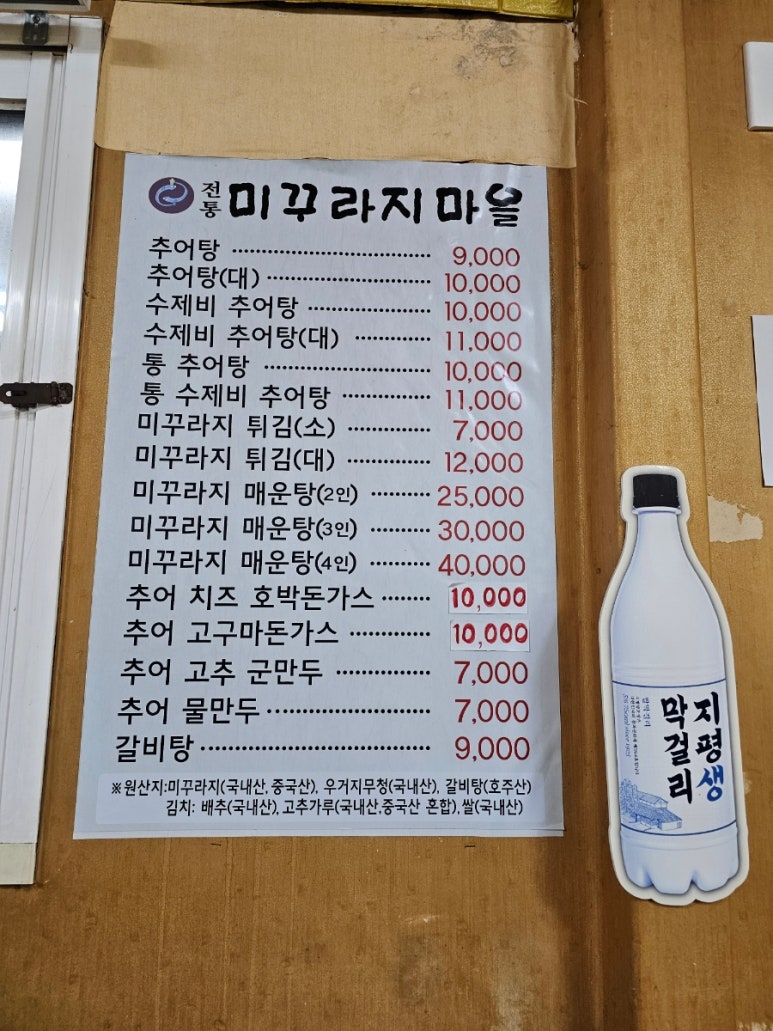 전통 미꾸라지마을
추어탕 ································ 9,000
추어탕(대) ·························· 10,000
수제비 추어탕 ···················· 10,000
수제비 추어탕(대) ············ 11,000
통 추어탕 ·························· 10,000
통 수제비 추어탕 ·············· 11,000
미꾸라지 튀김(소) ············· 7,000
미꾸라지 튀김(대) ············· 12,000
미꾸라지 매운탕(2인) ········· 25,000
미꾸라지 매운탕(3인) ········· 30,000
미꾸라지 매운탕(4인) ········· 40,000
추어 치즈 호박돈가스 ········ 10,000
추어 고구마돈가스 ············· 10,000
추어 고추 군만두 ··············· 7,000
추어 물만두 ························ 7,000
갈비탕 ································ 9,000
※원산지:미꾸라지(국내산, 중국산), 우거지무청(국내산), 갈비탕(호주산)
김치: 배추(국내산), 고추가루(국내산,중국산 혼합),쌀(국내산)
지평생
막걸리